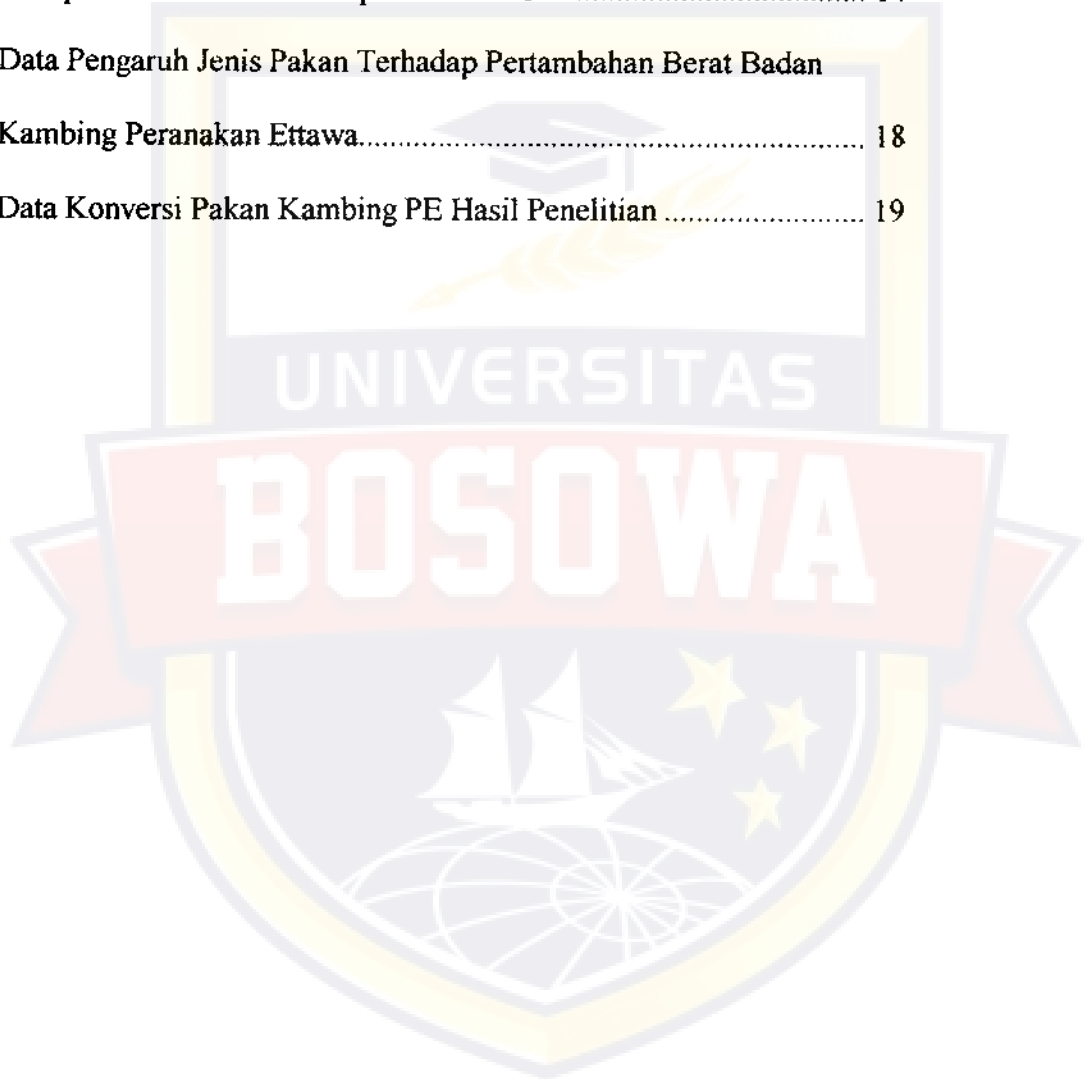 Data Pengaruh Jenis Pakan Terhadap Pertambahan Berat Badan
Kambing Peranakan Ettawa........................................................................ 18
Data Konversi Pakan Kambing PE Hasil Penelitian ............................ 19
UNIVERSITAS
BOSOWA